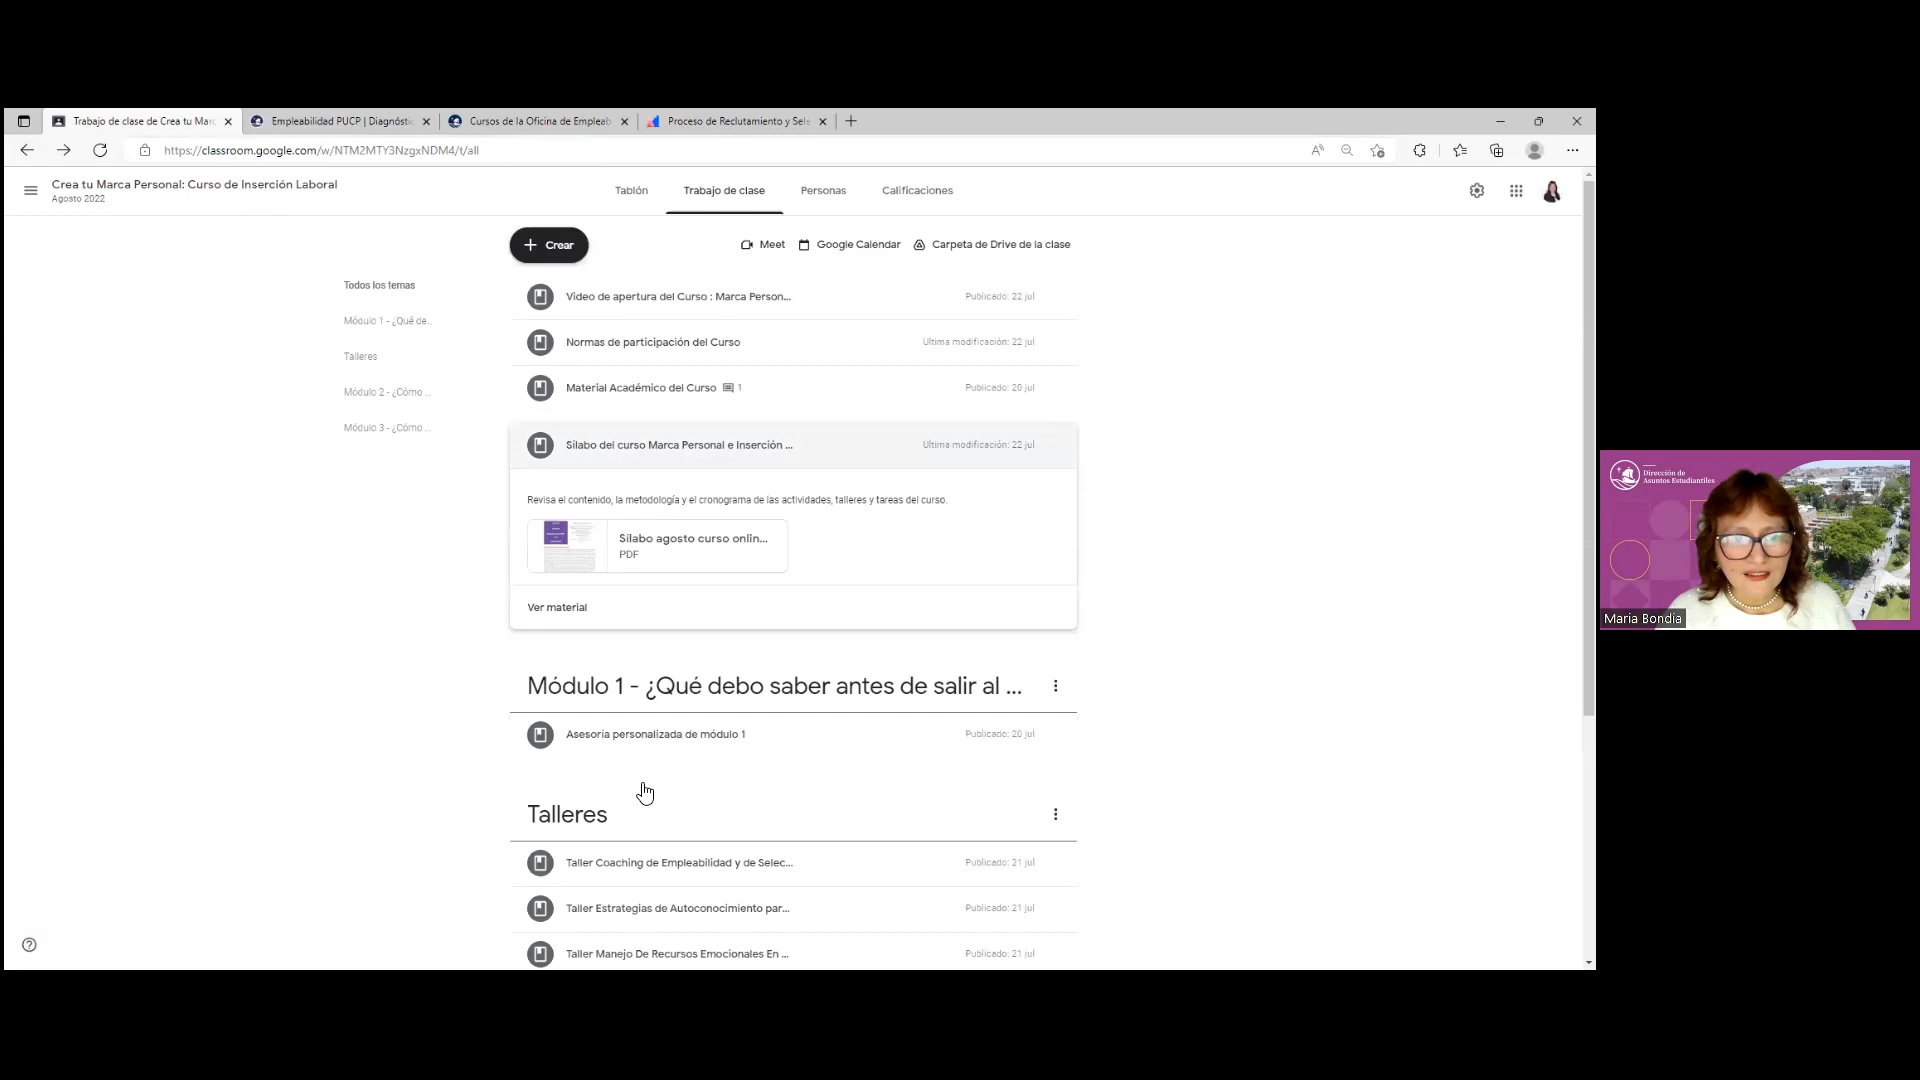 Trabajo de clase de Crea tu Marc
Empleabilidad PUCP | Diagnóstic
Cursos de la Oficina de Empleab
Proceso de Reclutamiento y Sele
https://classroom.google.com/w/NTM2MTY3NzgxNDM4/t/all
Crea tu Marca Personal: Curso de Inserción Laboral
Agosto 2022
Tablón
Trabajo de clase
Personas
Calificaciones
Crear
Meet
Google Calendar
Carpeta de Drive de la clase
Todos los temas
Módulo 1 - ¿Qué de...
Talleres
Módulo 2 - ¿Cómo ...
Módulo 3 - ¿Cómo ...
Video de apertura del Curso : Marca Person...
Publicado: 22 jul
Normas de participación del Curso
Última modificación: 22 jul
Material Académico del Curso 1
Publicado: 20 jul
Sílabo del curso Marca Personal e Inserción ...
Última modificación: 22 jul
Revisa el contenido, la metodología y el cronograma de las actividades, talleres y tareas del curso.
Sílabo agosto curso onlin...
PDF
Ver material
Módulo 1 - ¿Qué debo saber antes de salir al ...
Asesoría personalizada de módulo 1
Publicado: 20 jul
Talleres
Taller Coaching de Empleabilidad y de Selec...
Publicado: 21 jul
Taller Estrategias de Autoconocimiento par...
Publicado: 21 jul
Taller Manejo De Recursos Emocionales En ...
Publicado: 21 jul
Dirección de
Asuntos Estudiantiles
Maria Bondia